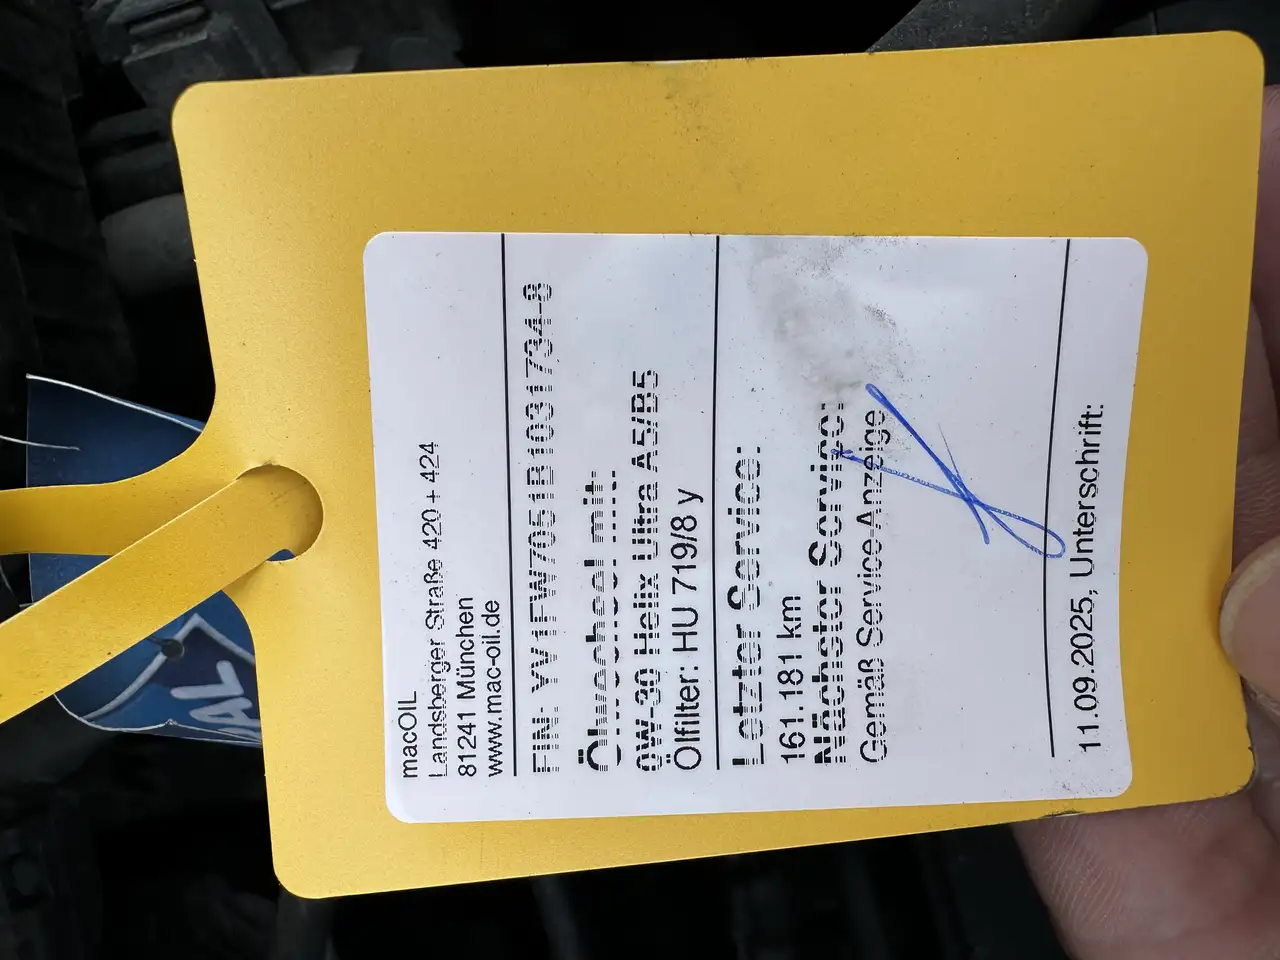 macOIL
Landsberger Straße 420 + 424
81241 München
www.mac-oil.de
FIN: YV1FW7051B1031734-8
Ölwechsel mit:
0W-30 Helix Ultra A5/B5
Ölfilter: HU 719/8 y
Letzter Service:
161.181 km
Nächster Service:
Gemäß Service-Anzeige
11.09.2025, Unterschrift:
AL